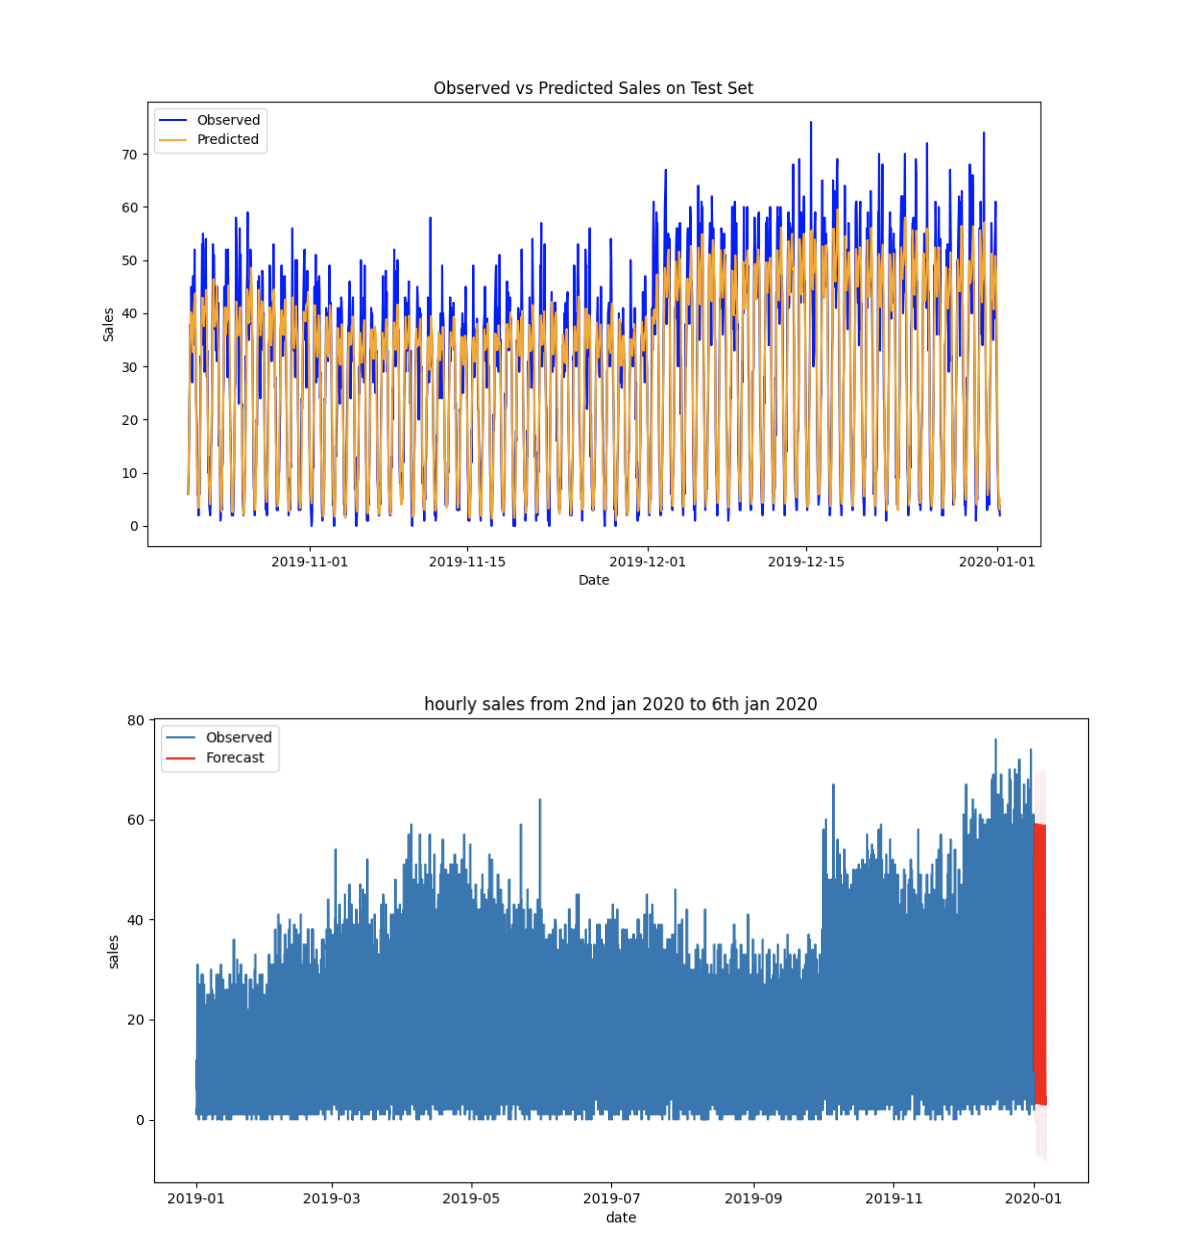 Observed vs Predicted Sales on Test Set
Observed
Predicted
70
60
50
40
30
20
10
0
Sales
2019-11-01 2019-11-15 2019-12-01 2019-12-15 2020-01-01
Date
hourly sales from 2nd jan 2020 to 6th jan 2020
Observed
Forecast
80
60
40
20
0
sales
2019-01 2019-03 2019-05 2019-07 2019-09 2019-11 2020-01
date